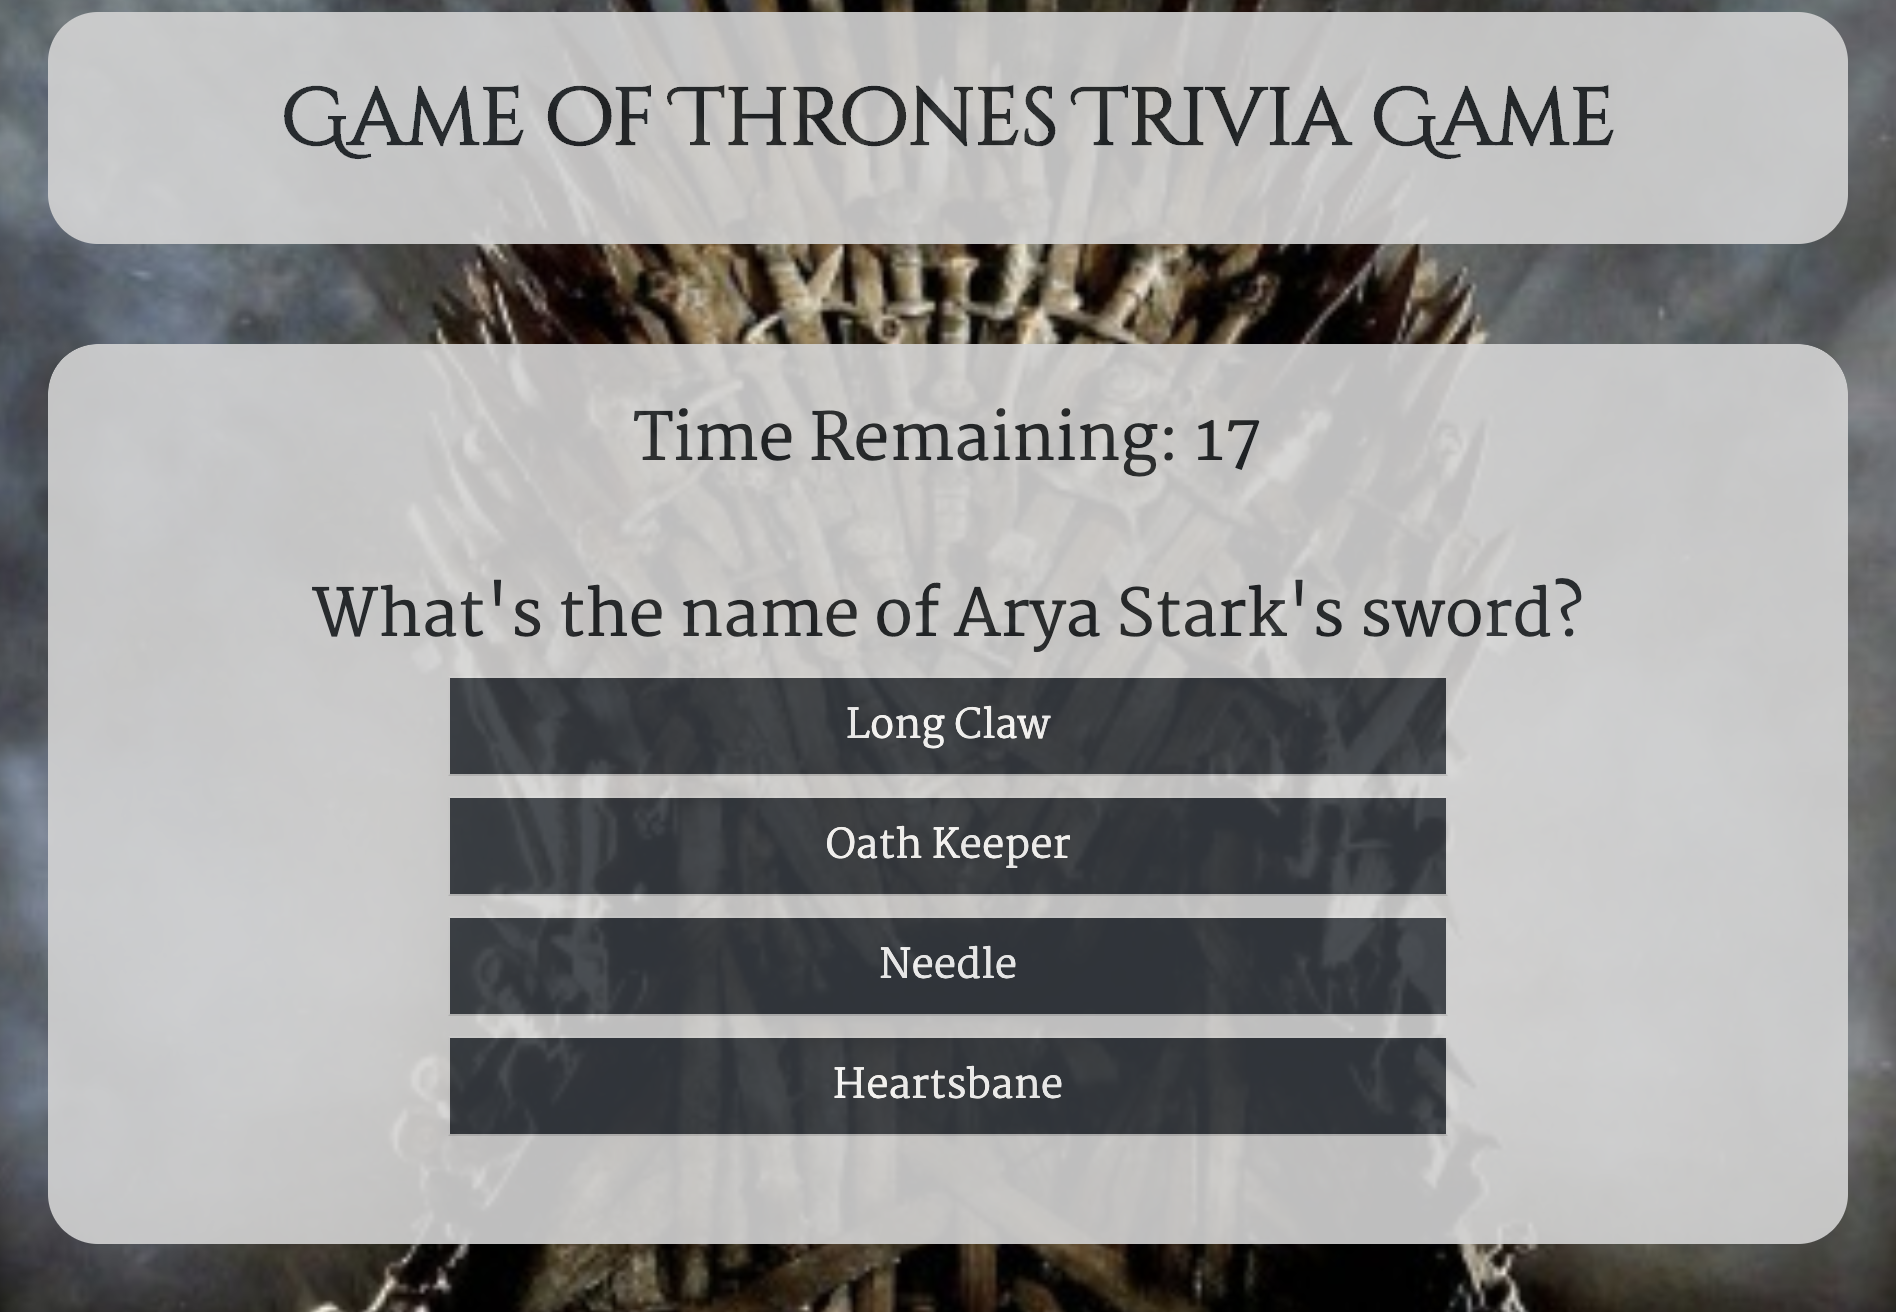 Game of Thrones Trivia Game
Time Remaining: 17
What's the name of Arya Stark's sword?
Long Claw
Oath Keeper
Needle
Heartsbane